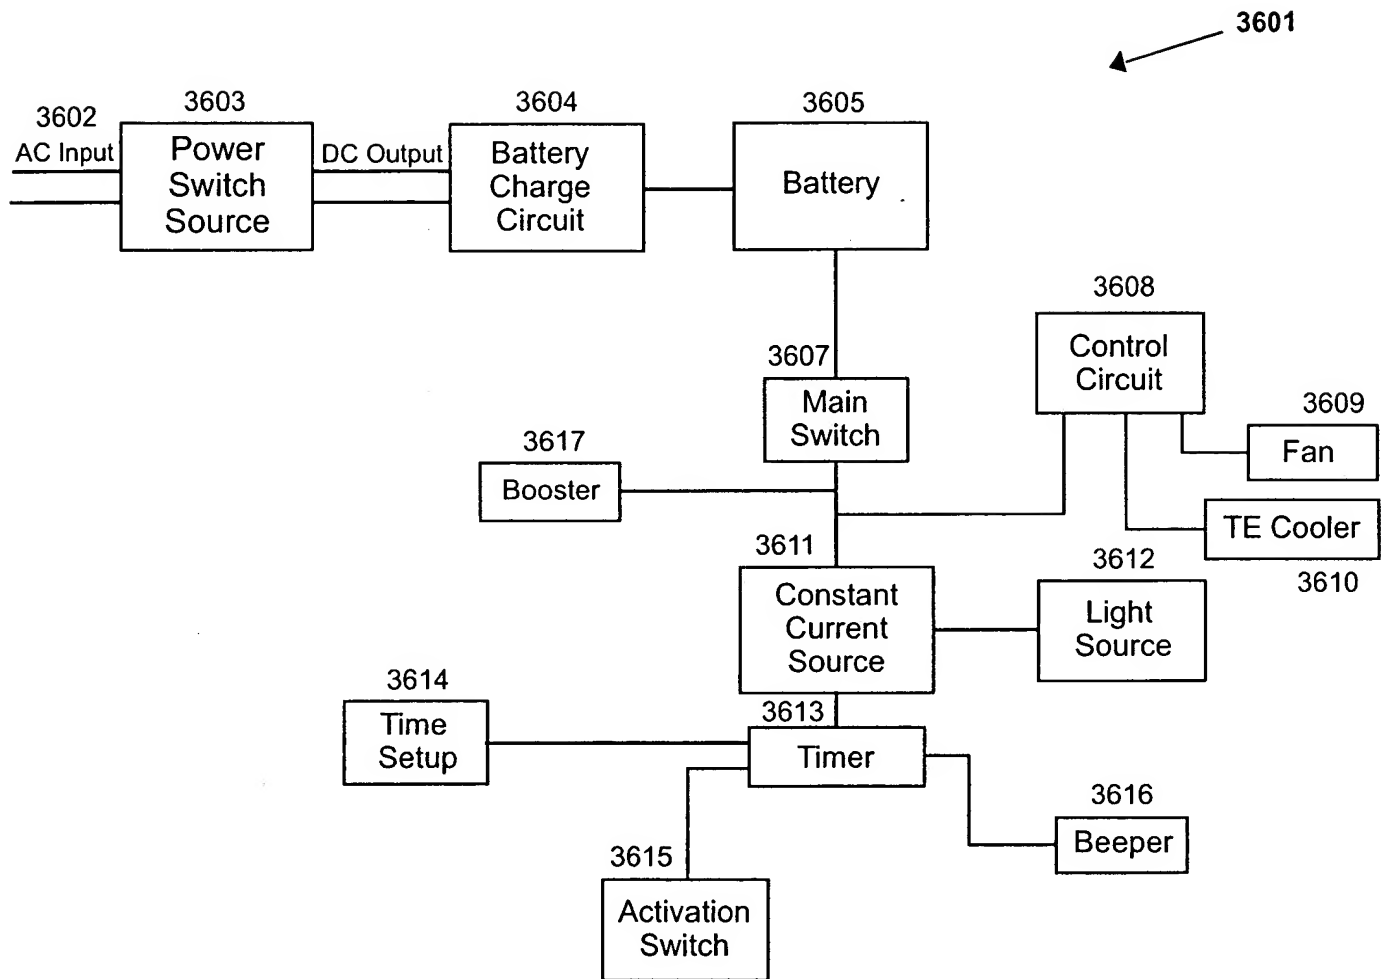 3601
3602
AC Input
3603
Power
Switch
Source
DC Output
3604
Battery
Charge
Circuit
3605
Battery
3607
Main
Switch
3608
Control
Circuit
3609
Fan
TE Cooler
3610
3617
Booster
3611
Constant
Current
Source
3612
Light
Source
3614
Time
Setup
3613
Timer
3615
Activation
Switch
3616
Beeper